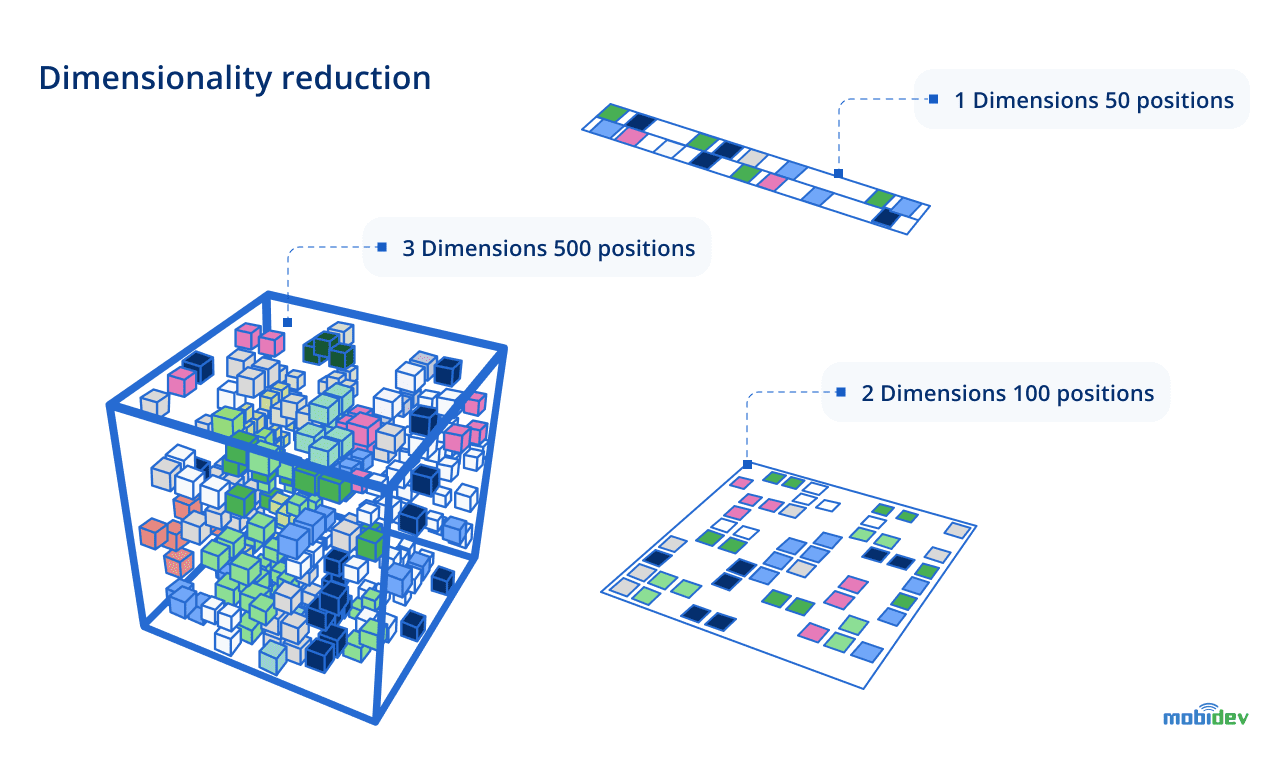 Dimensionality reduction
1 Dimensions 50 positions
3 Dimensions 500 positions
2 Dimensions 100 positions
mobidev